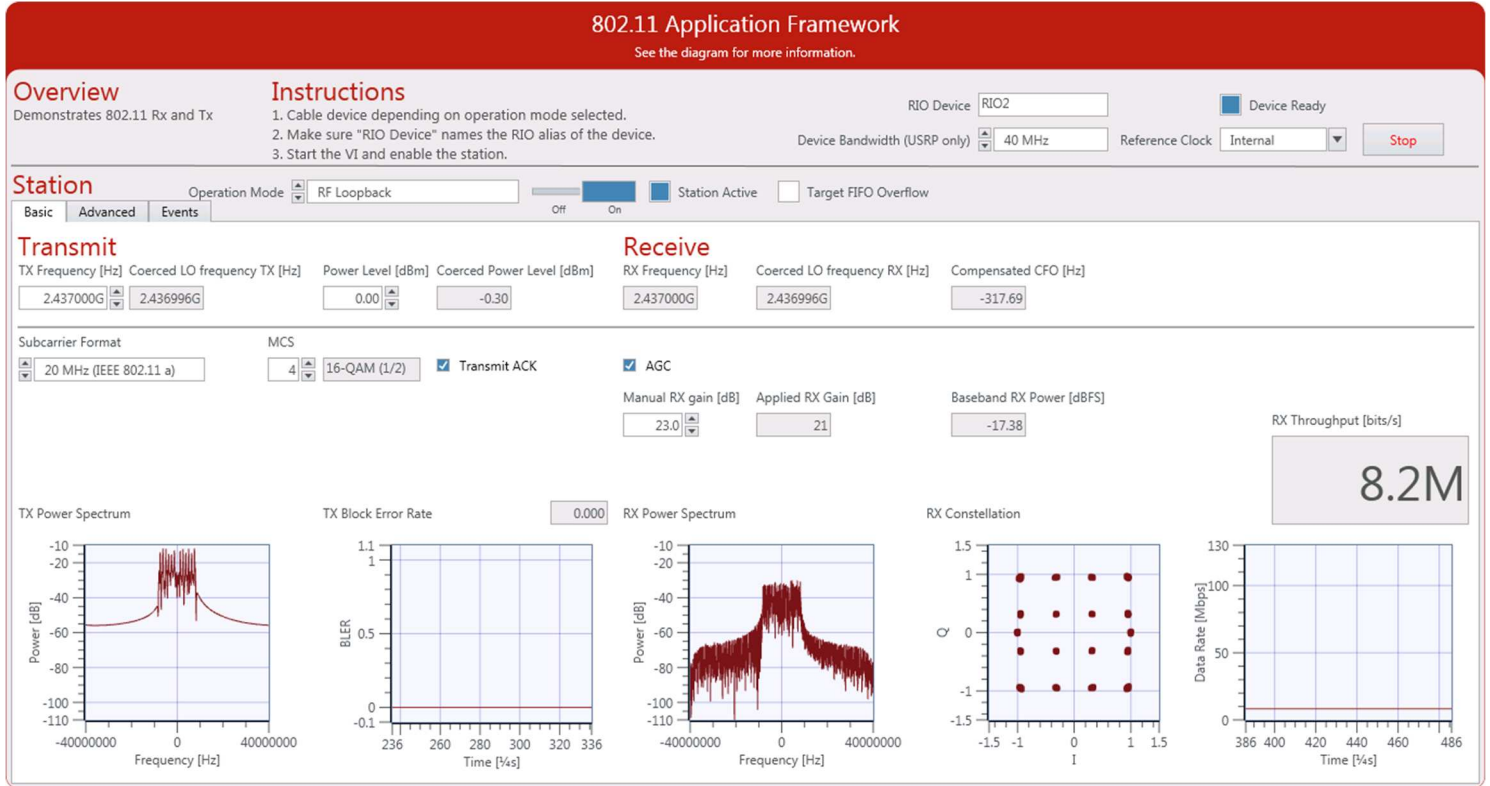 802.11 Application Framework
See the diagram for more information.
Overview
Demonstrates 802.11 Rx and Tx
Instructions
1. Cable device depending on operation mode selected.
2. Make sure "RIO Device" names the RIO alias of the device.
3. Start the VI and enable the station.
RIO Device RIO2
Device Ready
Device Bandwidth (USRP only) 40 MHz
Reference Clock Internal
Stop
Station
Operation Mode RF Loopback
Off On
Station Active
Target FIFO Overflow
Basic Advanced Events
Transmit
TX Frequency [Hz] Coerced LO frequency TX [Hz] Power Level [dBm] Coerced Power Level [dBm]
2.437000G 2.436996G 0.00 -0.30
Receive
RX Frequency [Hz] Coerced LO frequency RX [Hz] Compensated CFO [Hz]
2.437000G 2.436996G -317.69
Subcarrier Format MCS
20 MHz (IEEE 802.11 a) 4 16-QAM (1/2) Transmit ACK
AGC
Manual RX gain [dB] Applied RX Gain [dB] Baseband RX Power [dBFS]
23.0 21 -17.38
RX Throughput [bits/s]
8.2M
TX Power Spectrum
-10
-20
-40
-60
-80
-100
-110
Power [dB]
-40000000 0 40000000
Frequency [Hz]
TX Block Error Rate 0.000
1.1
1
0.5
0
-0.1
BLER
236 260 280 300 320 336
Time [¼s]
RX Power Spectrum
-10
-20
-40
-60
-80
-100
-110
Power [dB]
-40000000 0 40000000
Frequency [Hz]
RX Constellation
1.5
1
0
-1
-1.5
Q
-1.5 -1 0 1 1.5
I
130
100
50
0
Data Rate [Mbps]
386 400 420 440 460 486
Time [¼s]